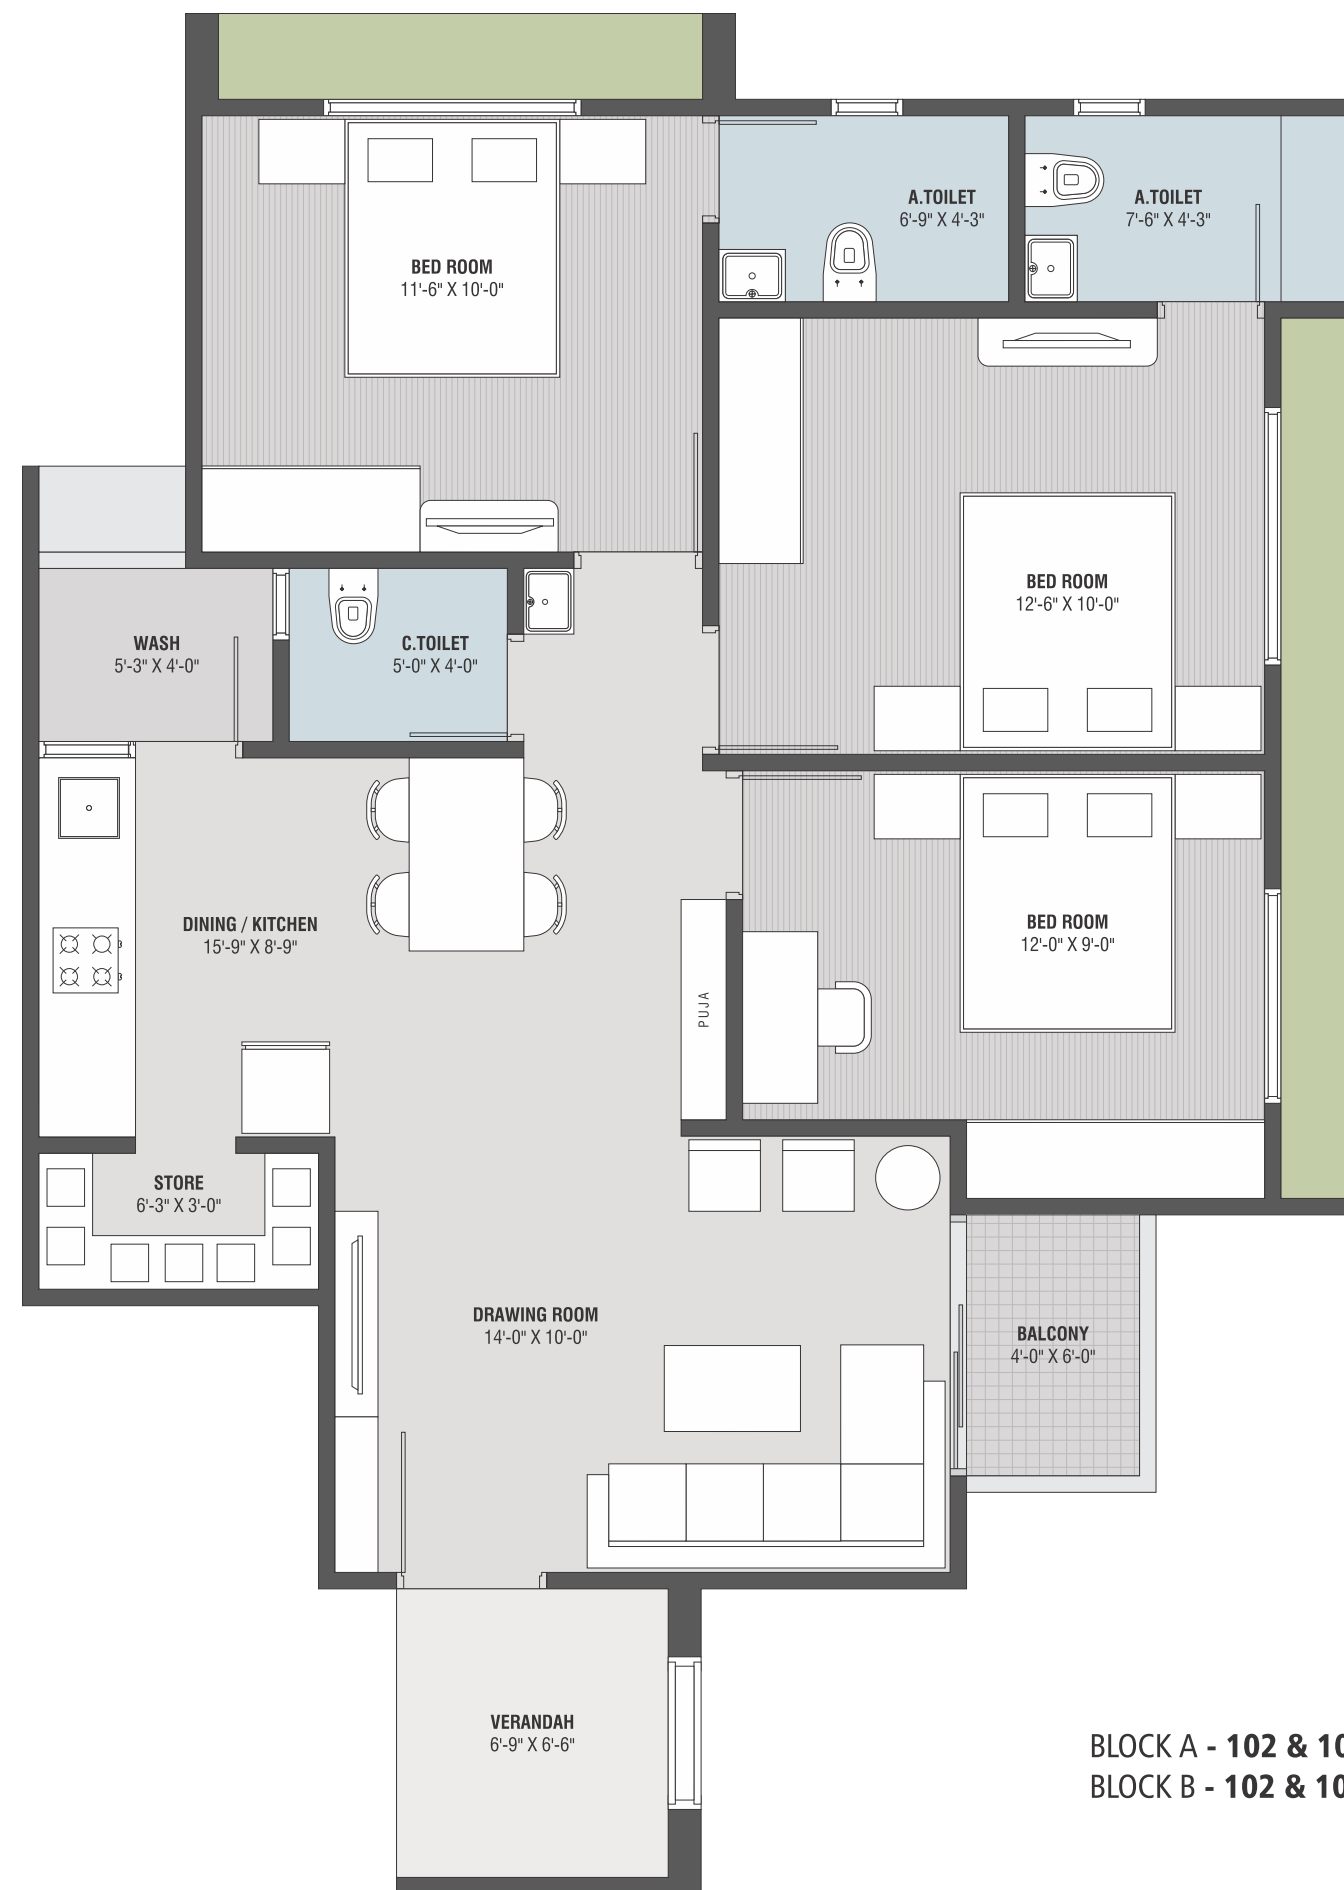 A.TOILET
6'-9" X 4'-3"
A.TOILET
7'-6" X 4'-3"
BED ROOM
11'-6" X 10'-0"
BED ROOM
12'-6" X 10'-0"
WASH
5'-3" X 4'-0"
C.TOILET
5'-0" X 4'-0"
DINING / KITCHEN
15'-9" X 8'-9"
BED ROOM
12'-0" X 9'-0"
PUJA
STORE
6'-3" X 3'-0"
DRAWING ROOM
14'-0" X 10'-0"
BALCONY
4'-0" X 6'-0"
VERANDAH
6'-9" X 6'-6"
BLOCK A - 102 & 10
BLOCK B - 102 & 10